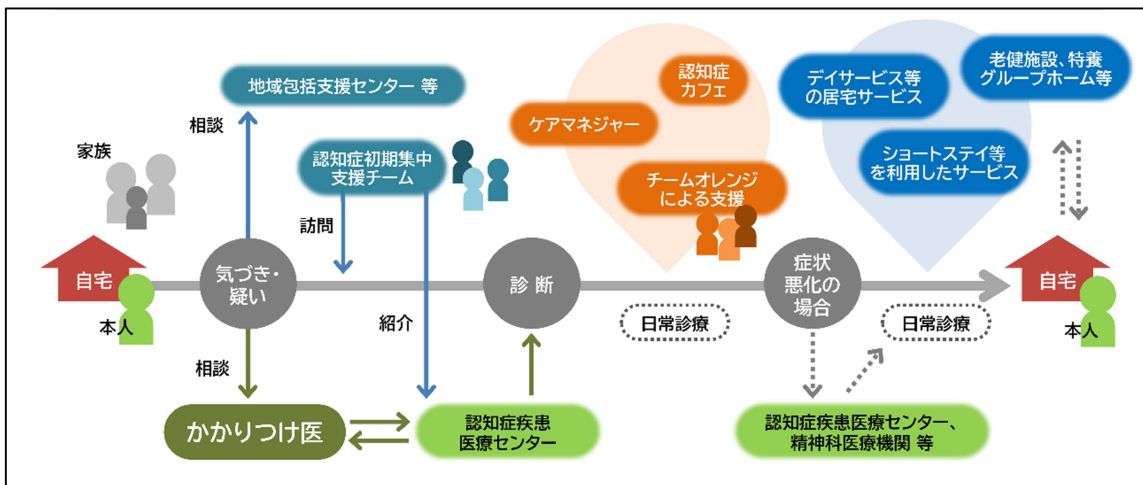 家族
自宅
本人
気づき・
疑い
相談
地域包括支援センター 等
認知症初期集中
支援チーム
訪問
紹介
相談
かかりつけ医
認知症疾患
医療センター
診 断
ケアマネジャー
認知症
カフェ
チームオレンジ
による支援
日常診療
症状
悪化の
場合
認知症疾患医療センター、
精神科医療機関 等
デイサービス等
の居宅サービス
ショートステイ等
を利用したサービス
日常診療
老健施設、特養
グループホーム等
自宅
本人